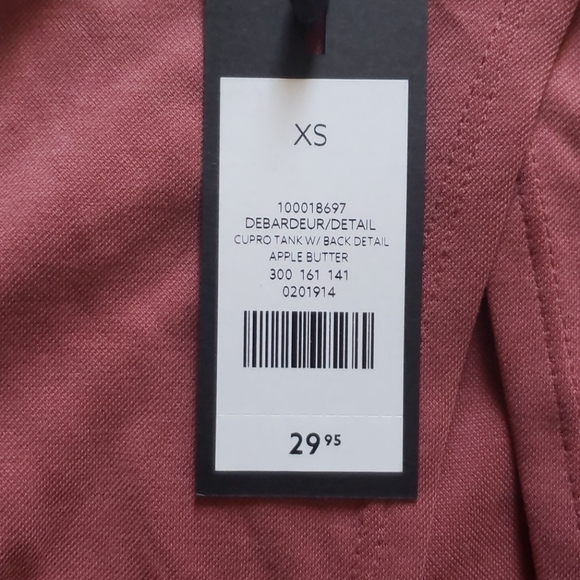 XS
100018697
DEBARDEUR/DETAIL
CUPRO TANK W/ BACK DETAIL
APPLE BUTTER
300 161 141
0201914
29 95